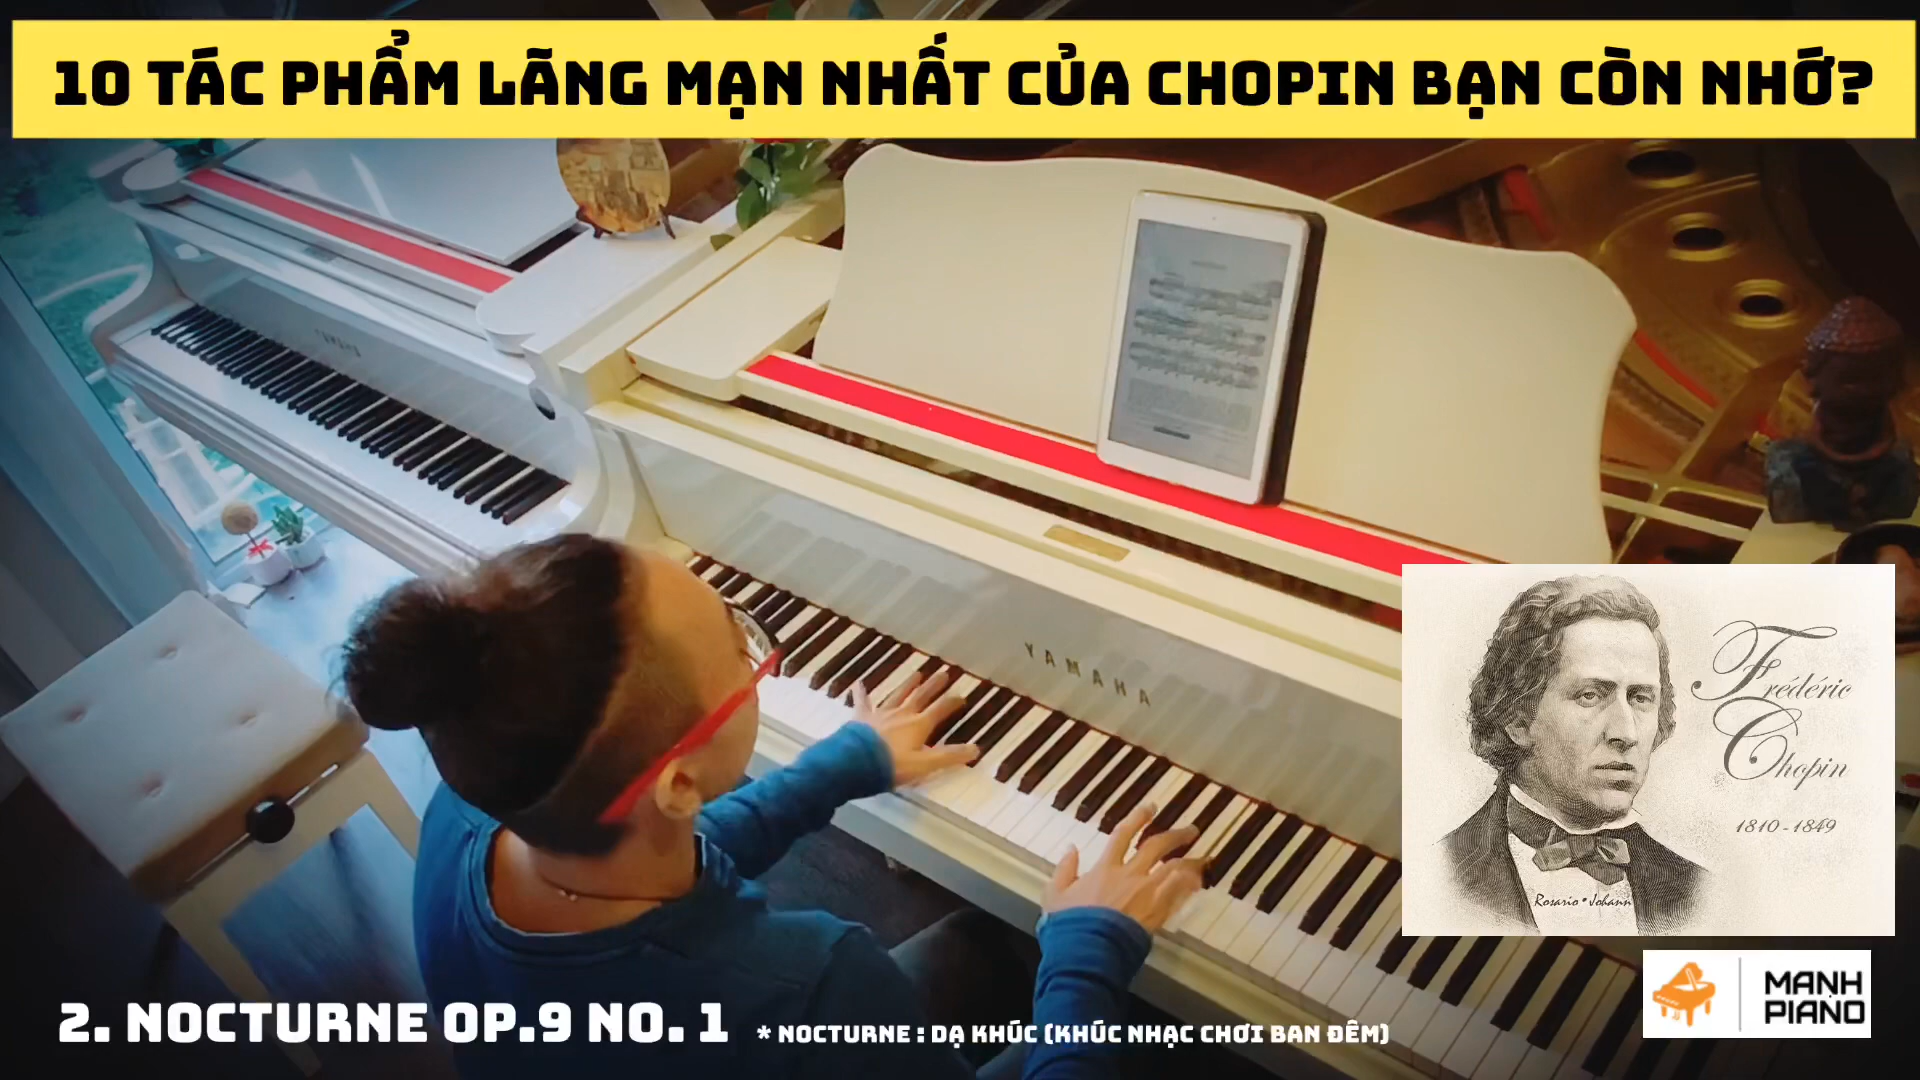 10 TÁC PHẨM LÃNG MẠN NHẤT CỦA CHOPIN BẠN CÒN NHỚ?
YAMAHA
Frédéric
Chopin
1810 - 1849
Rosario • Johann
MANH
PIANO
2. NOCTURNE OP.9 NO. 1
* NOCTURNE : DẠ KHÚC (KHÚC NHẠC CHƠI BAN ĐÊM)